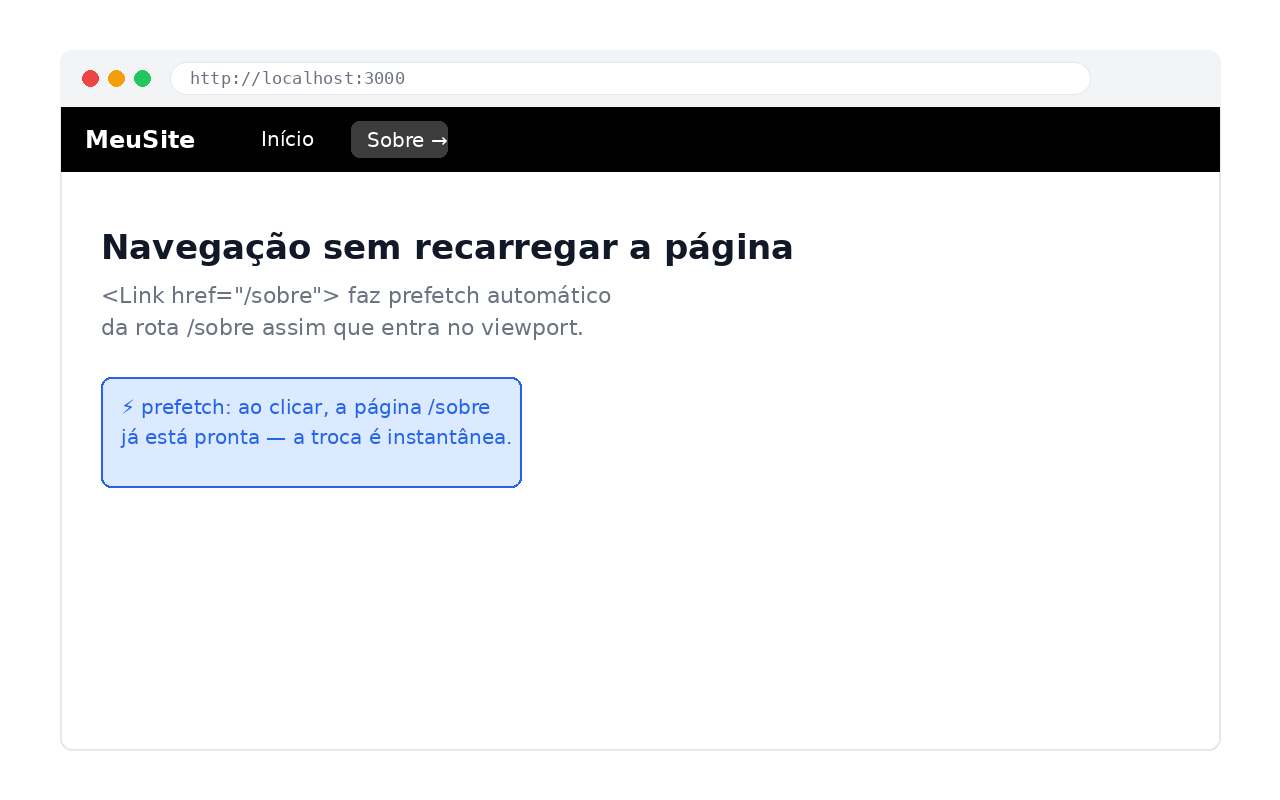 http://localhost:3000
MeuSite Início Sobre →
Navegação sem recarregar a página
<Link href="/sobre"> faz prefetch automático
da rota /sobre assim que entra no viewport.
⚡ prefetch: ao clicar, a página /sobre
já está pronta — a troca é instantânea.